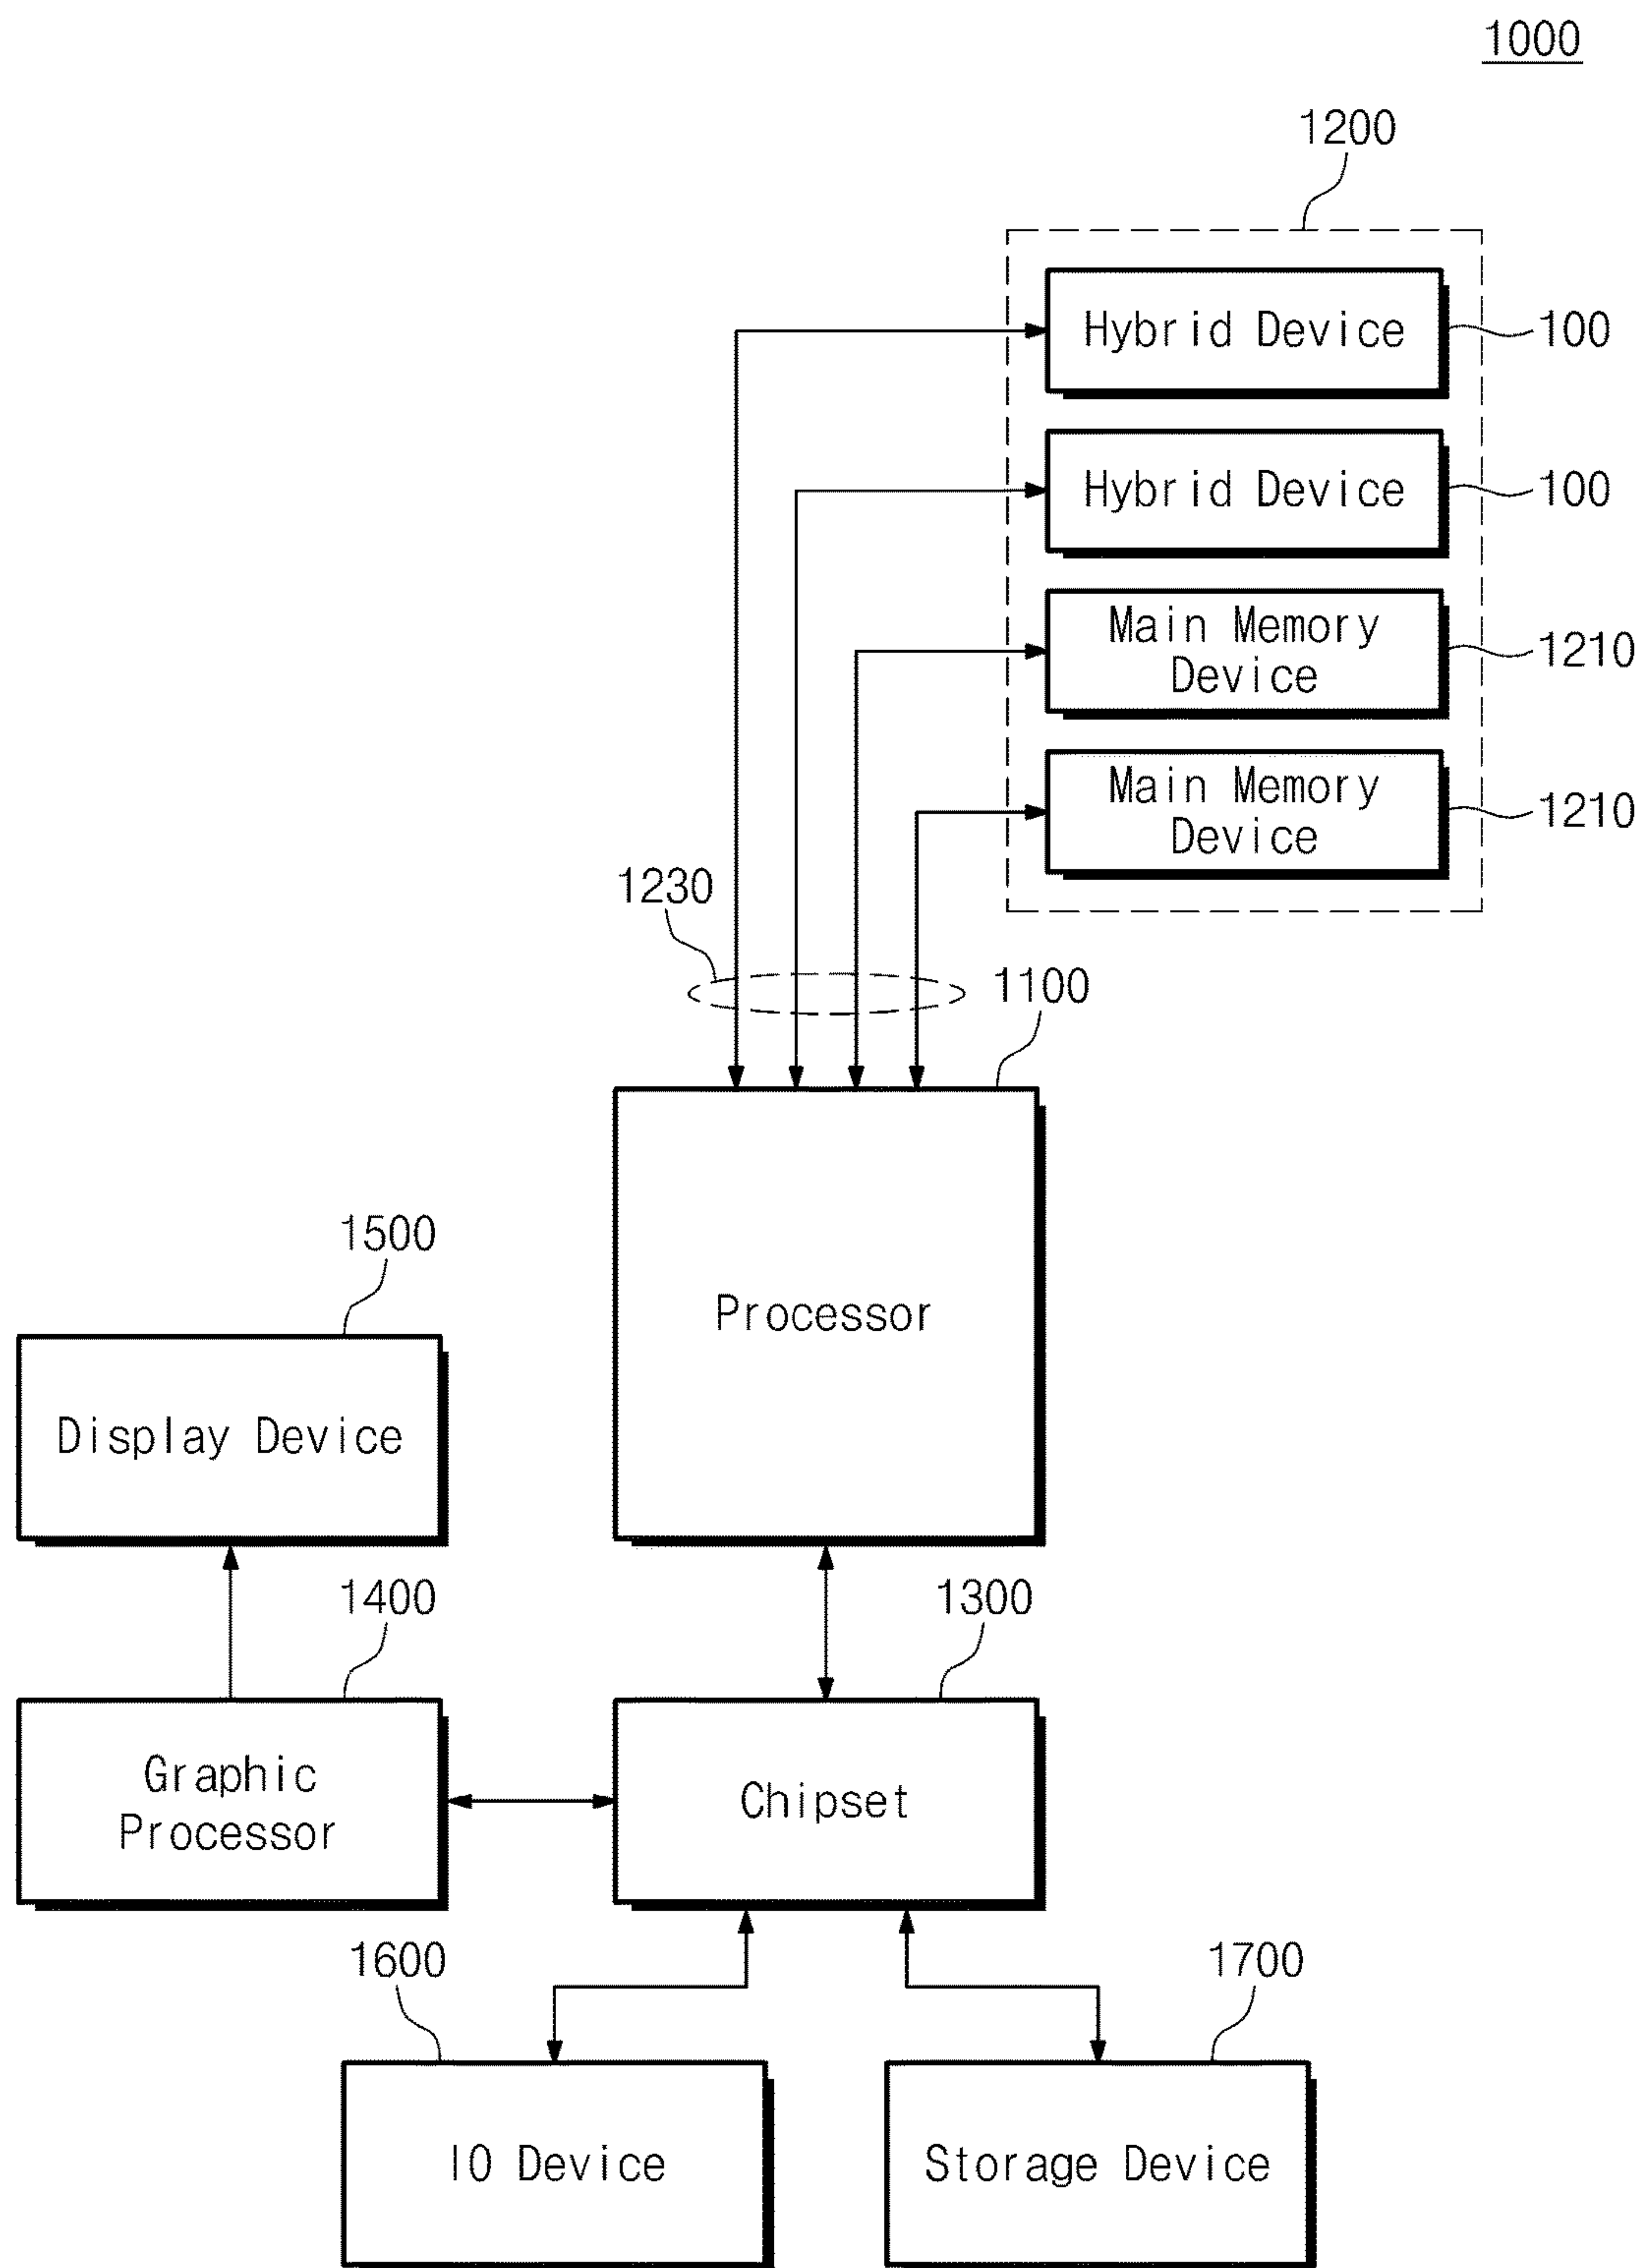 1000
1200
Hybrid Device
100
Hybrid Device
100
Main Memory
Device
1210
Main Memory
Device
1210
1230
1100
Processor
1500
Display Device
1400
1300
Graphic
Processor
Chipset
1600
1700
IO Device
Storage Device